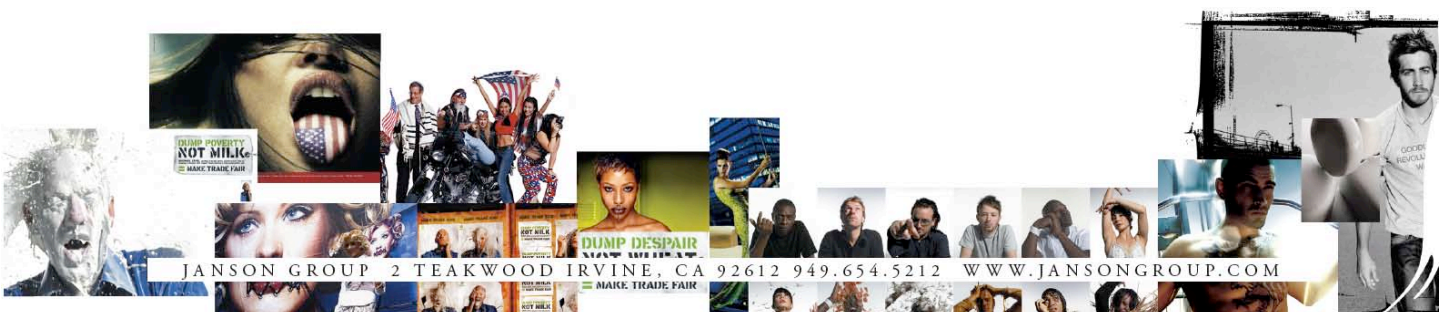 DUMP POVERTY
NOT MILK
MAKE TRADE FAIR
DUMP DESPAIR
NOT WHEAT
MAKE TRADE FAIR
JANSON GROUP 2 TEAKWOOD IRVINE, CA 92612 949.654.5212 WWW.JANSONGROUP.COM